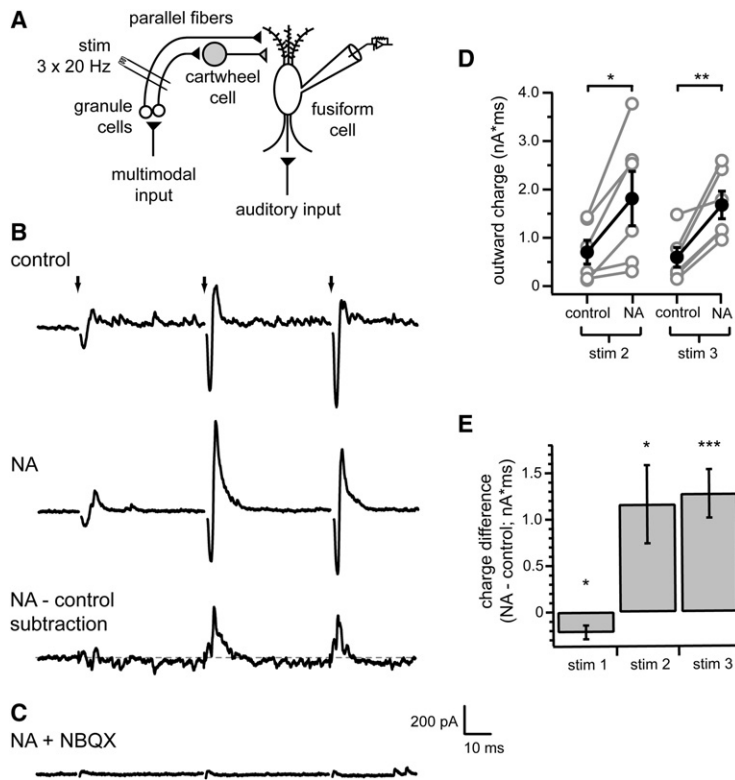 A
parallel fibers
stim
3 x 20 Hz
cartwheel
cell
granule
cells
fusiform
cell
multimodal
input
auditory input
B
control
NA
NA - control
subtraction
C
NA + NBQX
200 pA
10 ms
D
*
**
outward charge (nA*ms)
4.0
3.0
2.0
1.0
0
control
NA
control
NA
stim 2
stim 3
E
charge difference
(NA - control; nA*ms)
1.5
1.0
0.5
0
0.5
*
*
***
stim 1
stim 2
stim 3